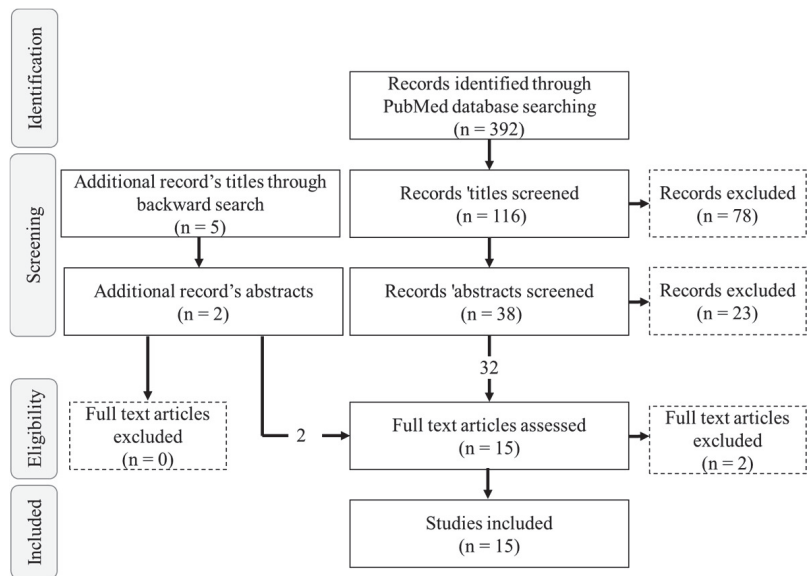 Identification
Records identified through
PubMed database searching
(n = 392)
Screening
Additional record's titles through
backward search
(n = 5)
Records 'titles screened
(n = 116)
Records excluded
(n = 78)
Additional record's abstracts
(n = 2)
Records 'abstracts screened
(n = 38)
Records excluded
(n = 23)
32
Eligibility
Full text articles
excluded
(n = 0)
2
Full text articles assessed
(n = 15)
Full text articles
excluded
(n = 2)
Included
Studies included
(n = 15)